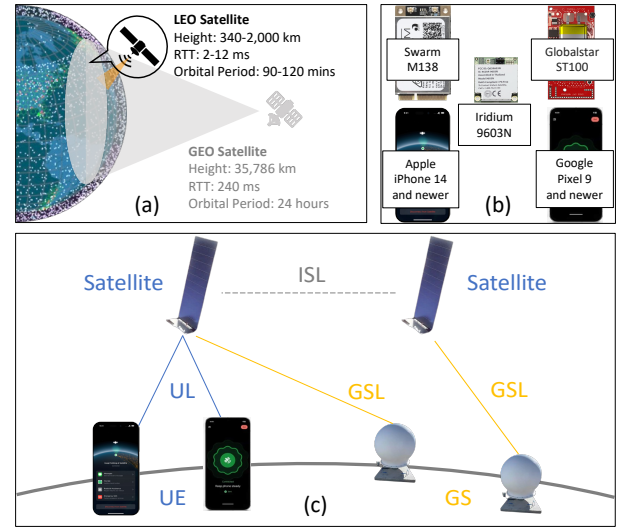 LEO Satellite
Height: 340-2,000 km
RTT: 2-12 ms
Orbital Period: 90-120 mins
GEO Satellite
Height: 35,786 km
RTT: 240 ms
Orbital Period: 24 hours
(a)
Swarm
M138
Globalstar
ST100
Iridium
9603N
Apple
iPhone 14
and newer
Google
Pixel 9
and newer
(b)
Satellite
ISL
Satellite
UL
GSL
GSL
UE
GS
(c)